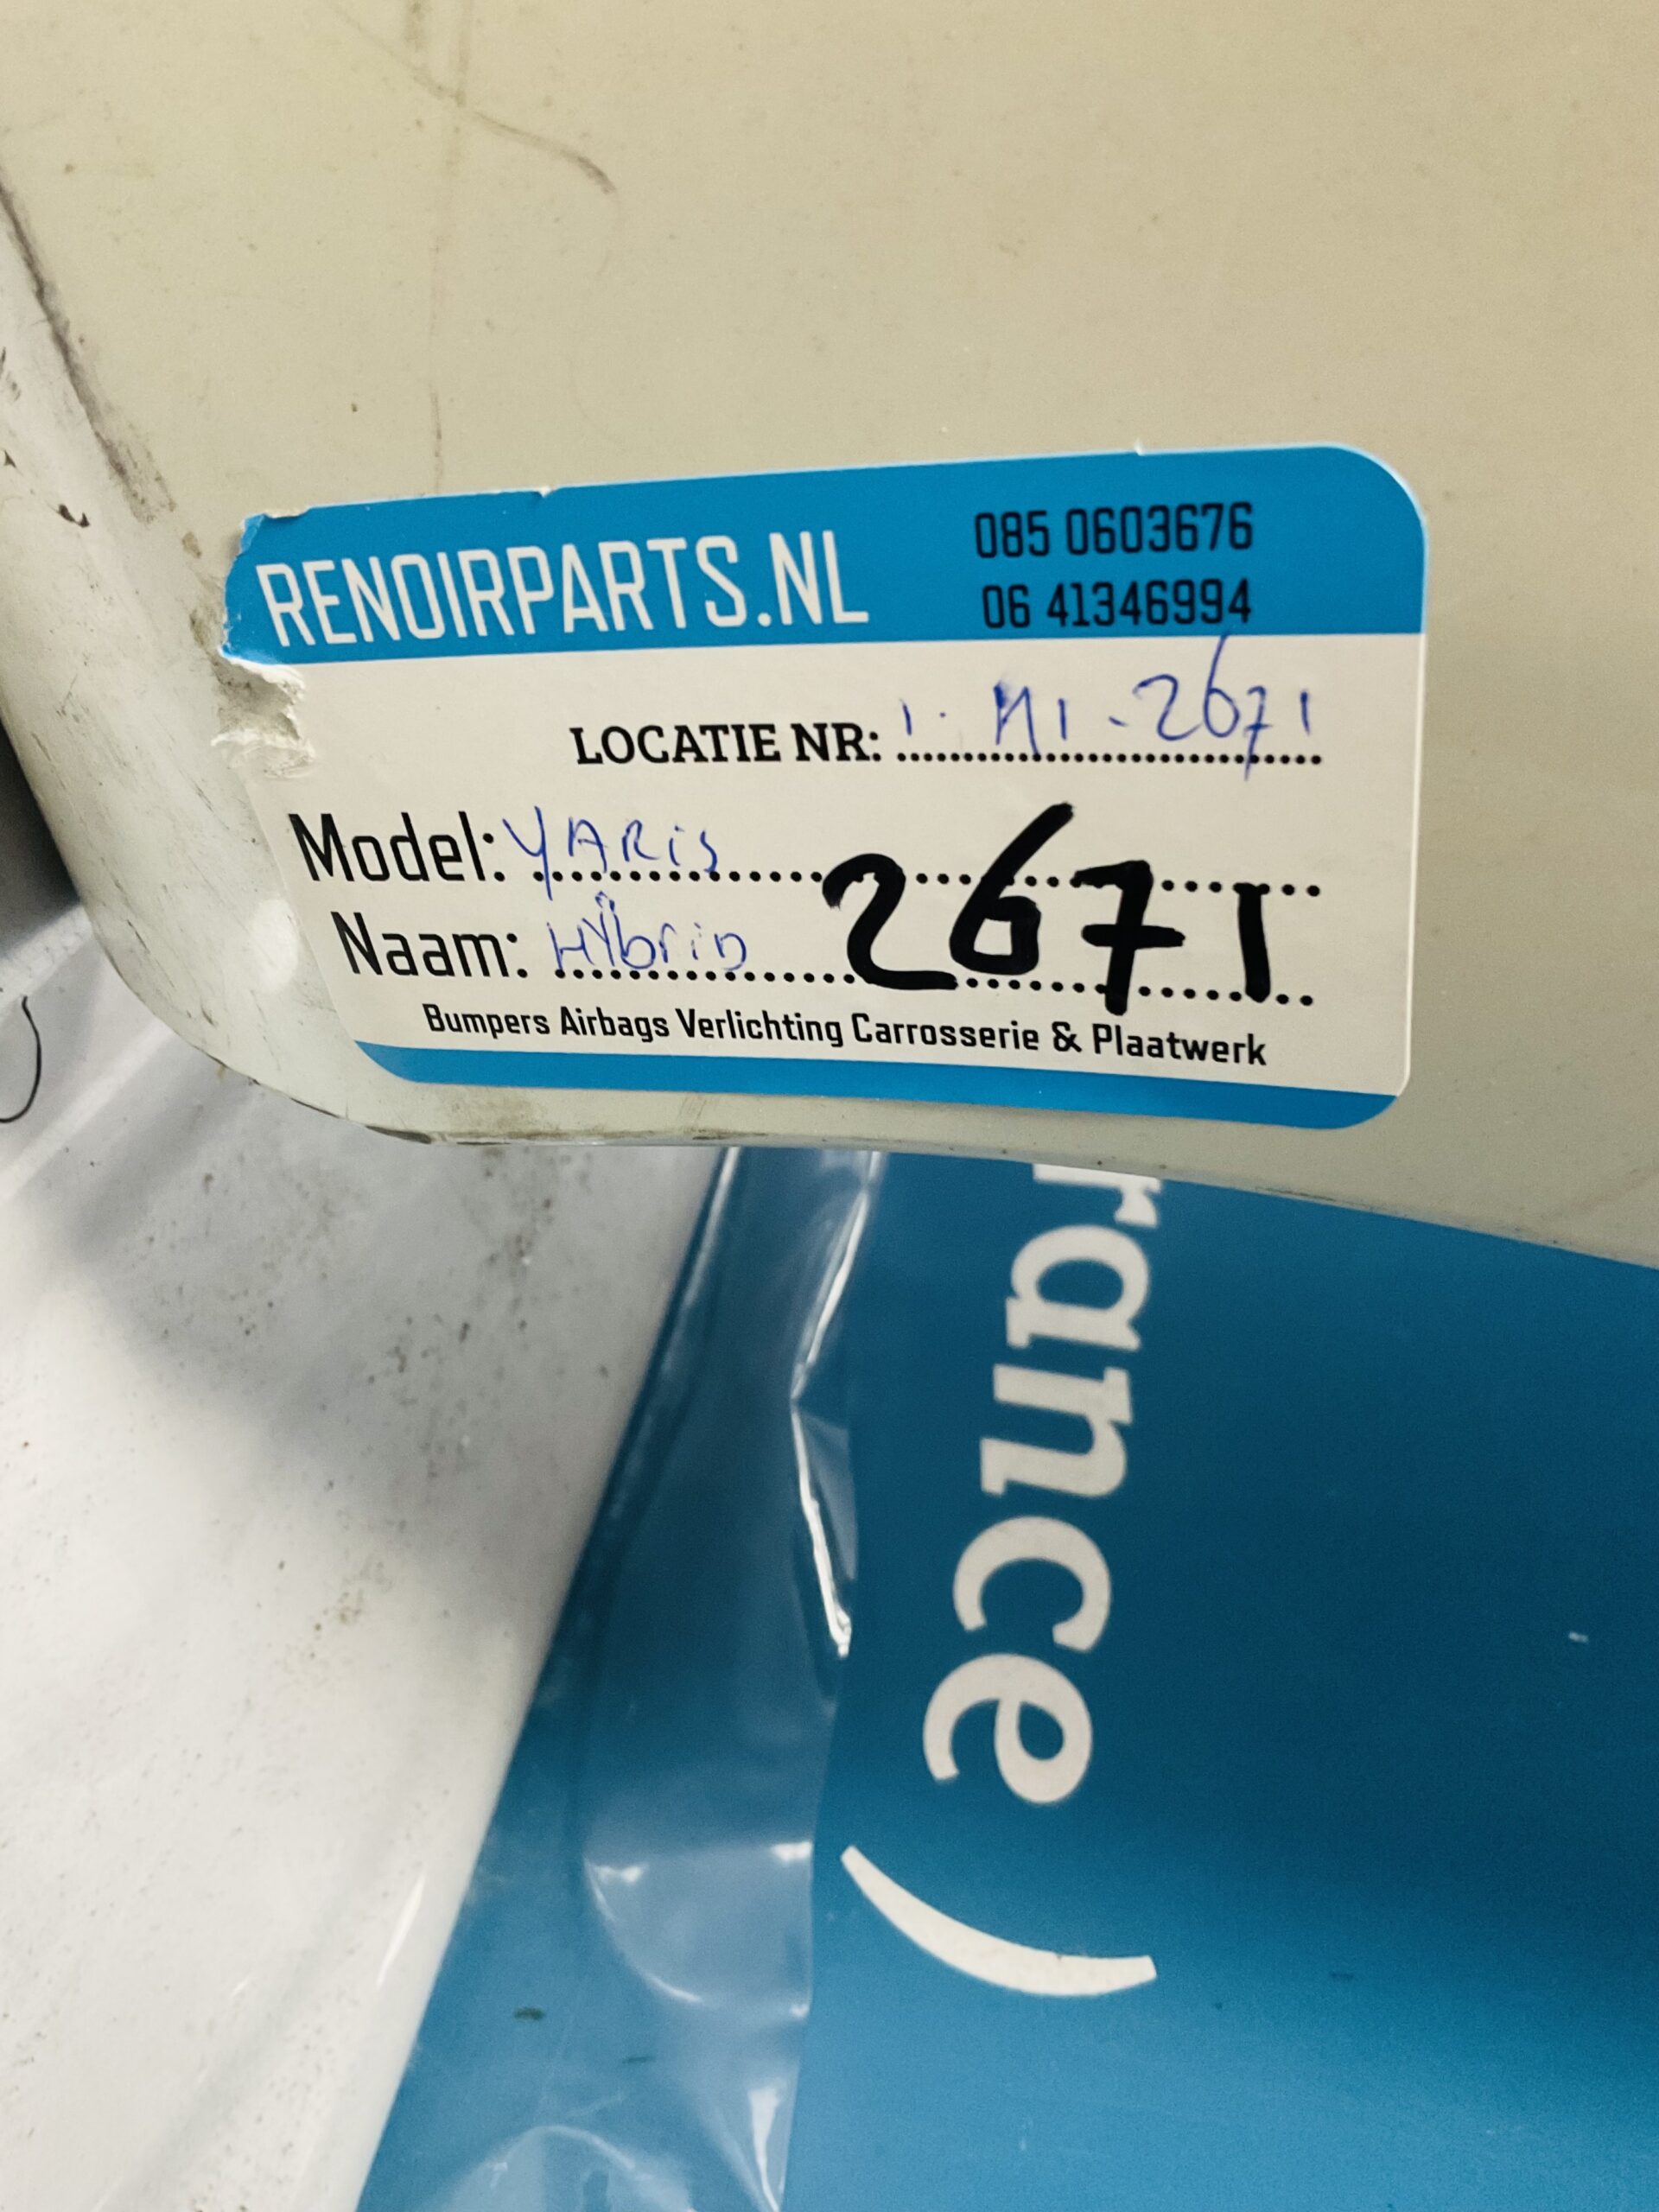 RENOIRPARTS.NL
085 0603676
06 41346994
LOCATIE NR: 1. M1-2671
Model: YARiS
Naam: HYbriD
2671
Bumpers Airbags Verlichting Carrosserie & Plaatwerk
rance)